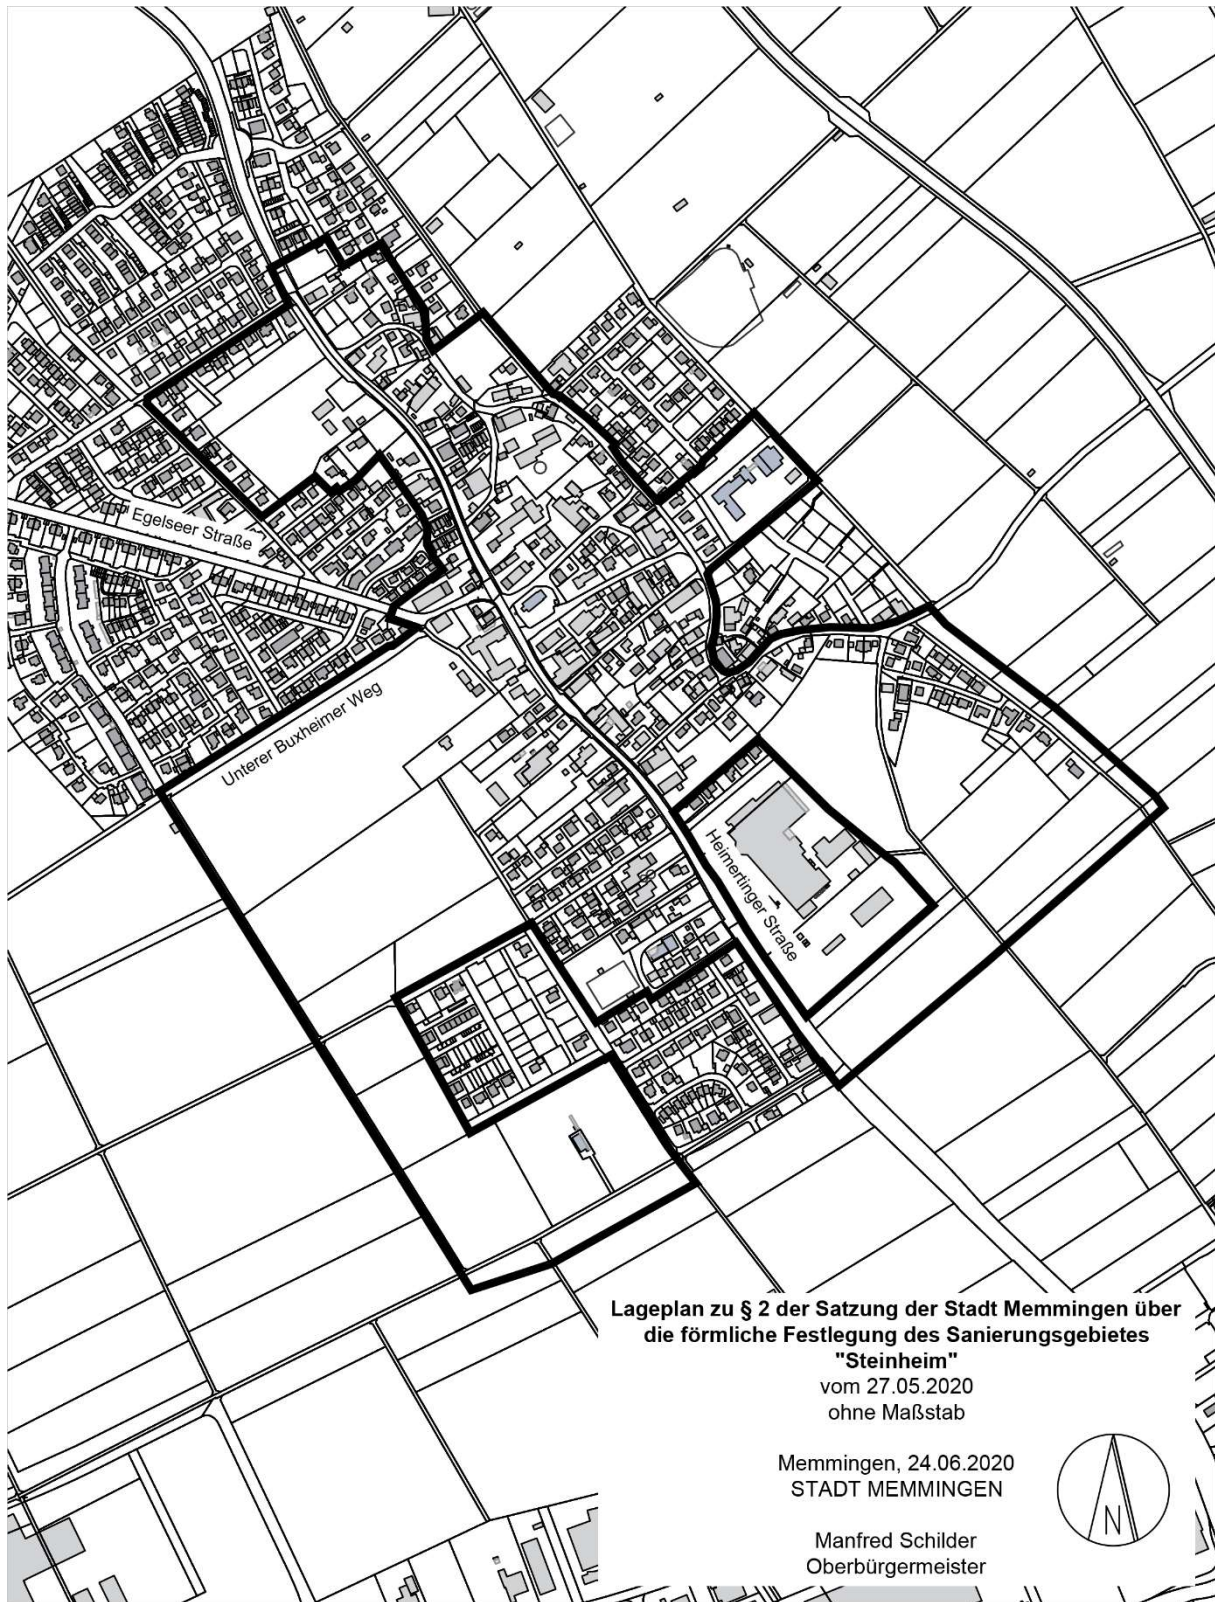 Egelseer Straße
Unterer Buxheimer Weg
Heimertinger Straße
Lageplan zu § 2 der Satzung der Stadt Memmingen über
die förmliche Festlegung des Sanierungsgebietes
"Steinheim"
vom 27.05.2020
ohne Maßstab
Memmingen, 24.06.2020
STADT MEMMINGEN
N
Manfred Schilder
Oberbürgermeister